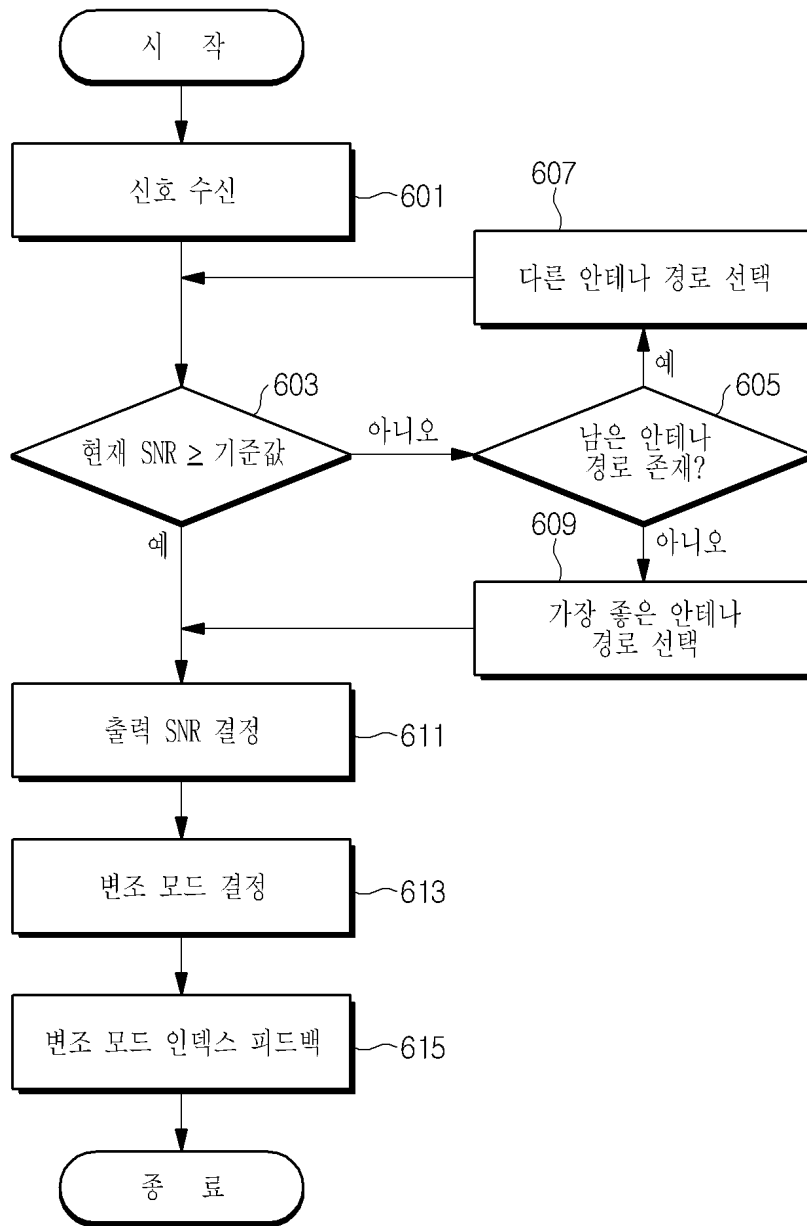 시 작
신호 수신
601
607
다른 안테나 경로 선택
603
현재 SNR ≥ 기준값
아니오
예
605
남은 안테나
경로 존재?
예
아니오
609
가장 좋은 안테나
경로 선택
출력 SNR 결정
611
변조 모드 결정
613
변조 모드 인덱스 피드백
615
종 료